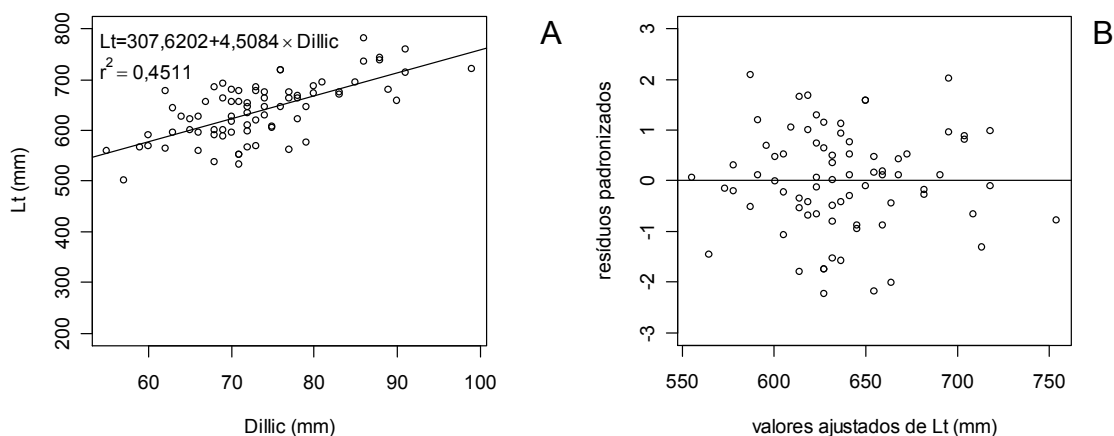 A
Lt=307,6202+4,5084 × Dillic
r² = 0,4511
800
700
600
500
400
300
200
Lt (mm)
60 70 80 90 100
Dillic (mm)
B
3
2
1
0
-1
-2
-3
resíduos padronizados
550 600 650 700 750
valores ajustados de Lt (mm)